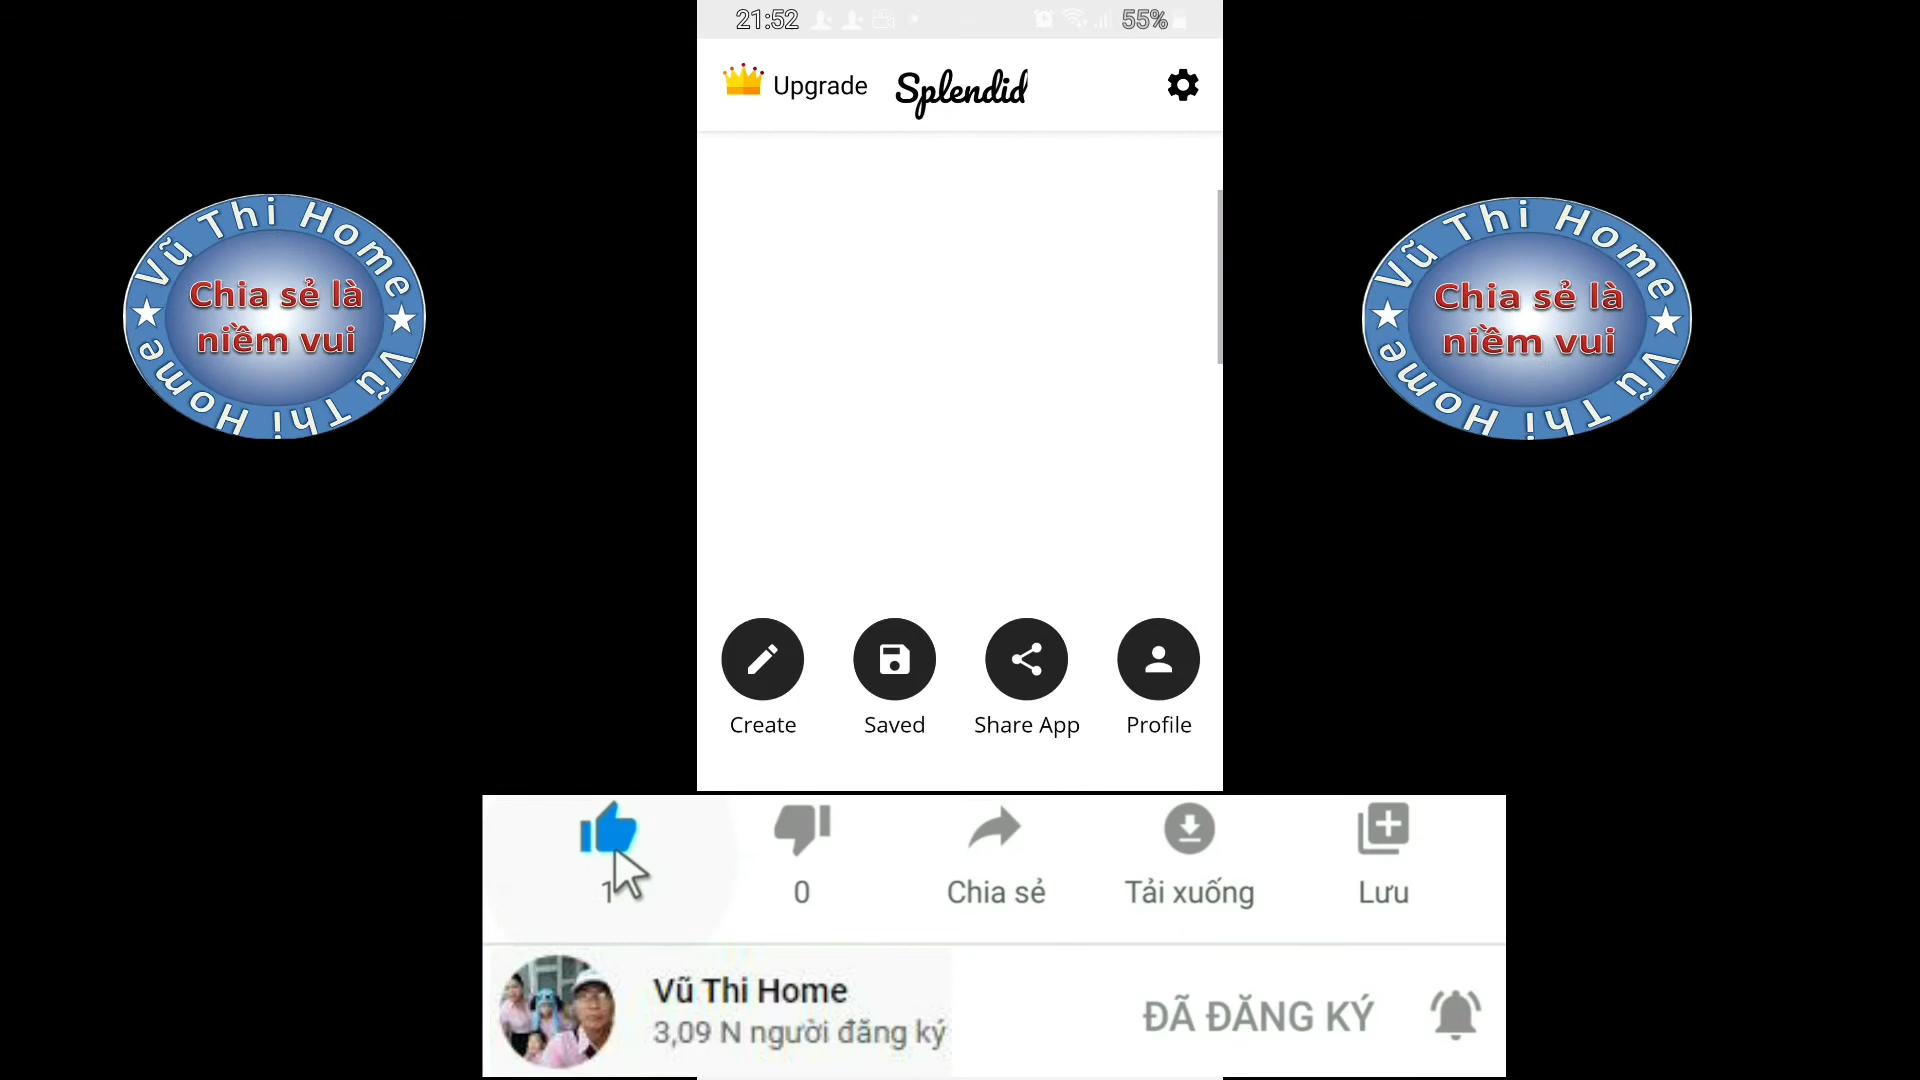 21:52
55%
Upgrade
Splendid
Vũ Thi Home
Chia sẻ là
niềm vui
Vũ Thi Home
Vũ Thi Home
Chia sẻ là
niềm vui
Vũ Thi Home
Create
Saved
Share App
Profile
1
0
Chia sẻ
Tải xuống
Lưu
Vũ Thi Home
3,09 N người đăng ký
ĐÃ ĐĂNG KÝ